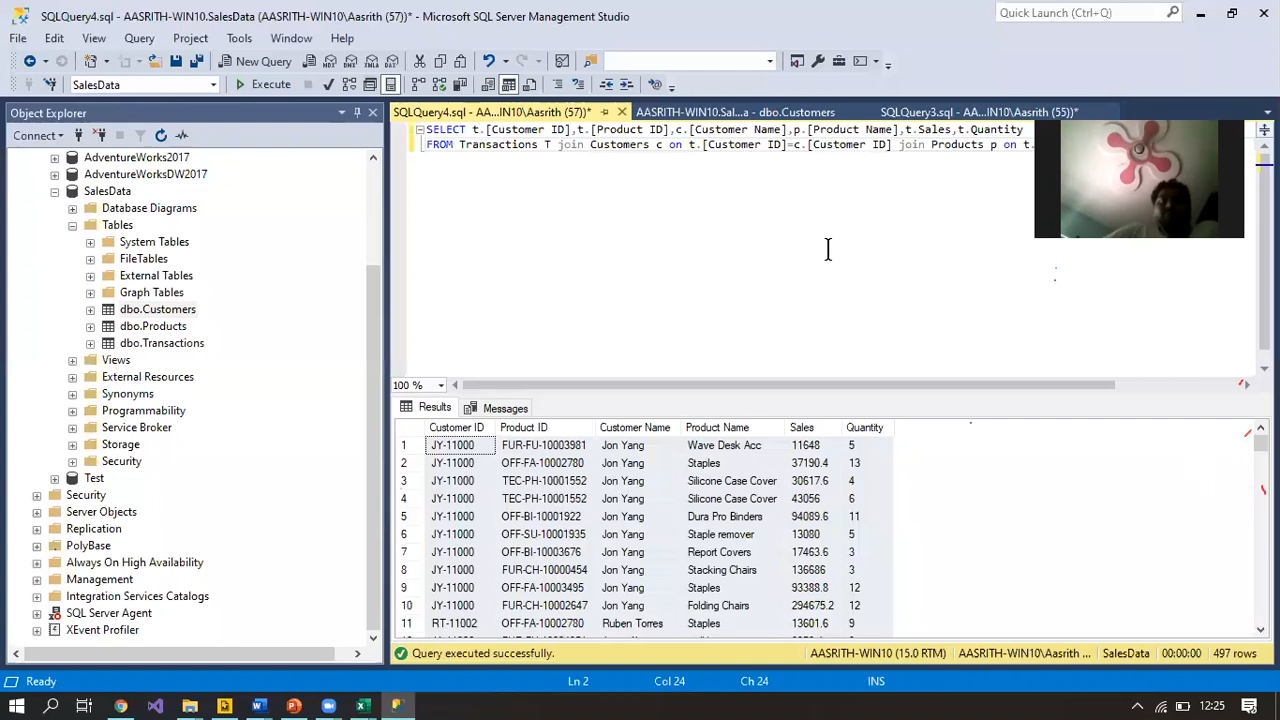 SQLQuery4.sql - AASRITH-WIN10.SalesData (AASRITH-WIN10\Aasrith (57))* - Microsoft SQL Server Management Studio
Quick Launch (Ctrl+Q)
File Edit View Query Project Tools Window Help
New Query
MDX DMX XMLA DAX
SalesData Execute
Object Explorer
SQLQuery4.sql - AA...IN10\Aasrith (57))* AASRITH-WIN10.Sal...a - dbo.Customers SQLQuery3.sql - AA...IN10\Aasrith (55))*
Connect
SELECT t.[Customer ID],t.[Product ID],c.[Customer Name],p.[Product Name],t.Sales,t.Quantity
FROM Transactions T join Customers c on t.[Customer ID]=c.[Customer ID] join Products p on t.
AdventureWorks2017
AdventureWorksDW2017
SalesData
Database Diagrams
Tables
System Tables
FileTables
External Tables
Graph Tables
dbo.Customers
dbo.Products
dbo.Transactions
Views
External Resources
Synonyms
Programmability
Service Broker
Storage
Security
Test
Security
Server Objects
Replication
PolyBase
Always On High Availability
Management
Integration Services Catalogs
SQL Server Agent
XEvent Profiler
100 %
Results Messages
Customer ID Product ID Customer Name Product Name Sales Quantity
1 JY-11000 FUR-FU-10003981 Jon Yang Wave Desk Acc 11648 5
2 JY-11000 OFF-FA-10002780 Jon Yang Staples 37190.4 13
3 JY-11000 TEC-PH-10001552 Jon Yang Silicone Case Cover 30617.6 4
4 JY-11000 TEC-PH-10001552 Jon Yang Silicone Case Cover 43056 6
5 JY-11000 OFF-BI-10001922 Jon Yang Dura Pro Binders 94089.6 11
6 JY-11000 OFF-SU-10001935 Jon Yang Staple remover 13080 5
7 JY-11000 OFF-BI-10003676 Jon Yang Report Covers 17463.6 3
8 JY-11000 FUR-CH-10000454 Jon Yang Stacking Chairs 136686 3
9 JY-11000 OFF-FA-10003495 Jon Yang Staples 93388.8 12
10 JY-11000 FUR-CH-10002647 Jon Yang Folding Chairs 294675.2 12
11 RT-11002 OFF-FA-10002780 Ruben Torres Staples 13601.6 9
Query executed successfully. AASRITH-WIN10 (15.0 RTM) AASRITH-WIN10\Aasrith ... SalesData 00:00:00 497 rows
Ready Ln 2 Col 24 Ch 24 INS
12:25